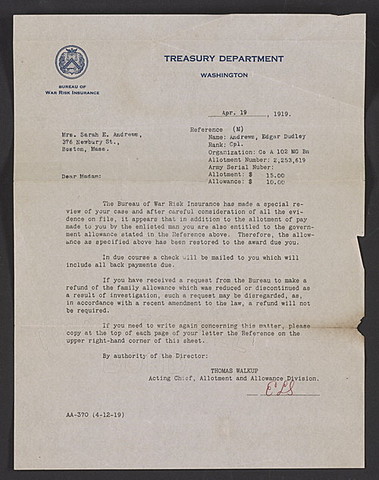 TREASURY DEPARTMENT
WASHINGTON
BUREAU OF
WAR RISK INSURANCE
Apr. 19, 1919.
Mrs. Sarah E. Andrews,
376 Newbury St.,
Boston, Mass.
Reference (M)
Name: Andrews, Edgar Dudley
Rank: Cpl.
Organization: Co A 102 MG Bn
Allotment Number: 2,253,619
Army Serial Nuber:
Allotment: $ 15.00
Allowance: $ 10.00
Dear Madam:
The Bureau of War Risk Insurance has made a special re-
view of your case and after careful consideration of all the evi-
dence on file, it appears that in addition to the allotment of pay
made to you by the enlisted man you are also entitled to the govern-
ment allowance stated in the Reference above. Therefore, the allow-
ance as specified above has been restored to the award due you.
In due course a check will be mailed to you which will
include all back payments due.
If you have received a request from the Bureau to make a
refund of the family allowance which was reduced or discontinued as
a result of investigation, such a request may be disregarded, as,
in accordance with a recent amendment to the law, a refund will not
be required.
If you need to write again concerning this matter, please
copy at the top of each page of your letter the Reference on the
upper right-hand corner of this sheet.
By authority of the Director:
THOMAS WALKUP
Acting Chief, Allotment and Allowance Division.
AA-370 (4-12-19)